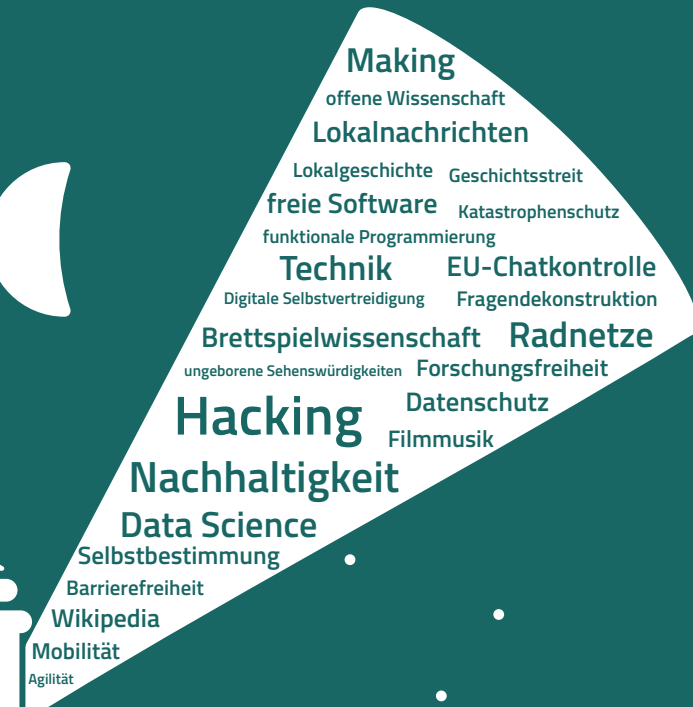 Making
offene Wissenschaft
Lokalnachrichten
Lokalgeschichte Geschichtsstreit
freie Software Katastrophenschutz
funktionale Programmierung
Technik EU-Chatkontrolle
Digitale Selbstvertreidigung Fragendekonstruktion
Brettspielwissenschaft Radnetze
ungeborene Sehenswürdigkeiten Forschungsfreiheit
Hacking Datenschutz
Filmmusik
Nachhaltigkeit
Data Science
Selbstbestimmung
Barrierefreiheit
Wikipedia
Mobilität
Agilität